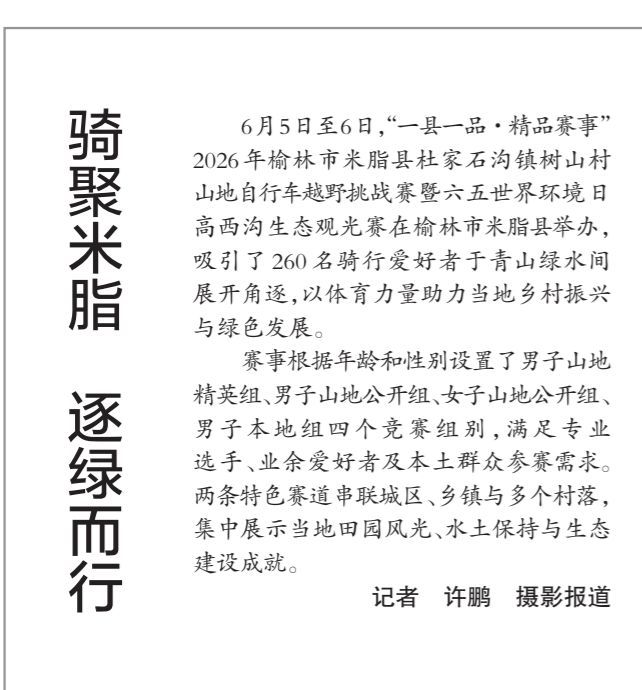 骑聚米脂 逐绿而行
6月5日至6日,“一县一品·精品赛事”
2026年榆林市米脂县杜家石沟镇树山村
山地自行车越野挑战赛暨六五世界环境日
高西沟生态观光赛在榆林市米脂县举办,
吸引了260名骑行爱好者于青山绿水间
展开角逐,以体育力量助力当地乡村振兴
与绿色发展。
赛事根据年龄和性别设置了男子山地
精英组、男子山地公开组、女子山地公开组、
男子本地组四个竞赛组别,满足专业
选手、业余爱好者及本土群众参赛需求。
两条特色赛道串联城区、乡镇与多个村落,
集中展示当地田园风光、水土保持与生态
建设成就。
记者 许鹏 摄影报道